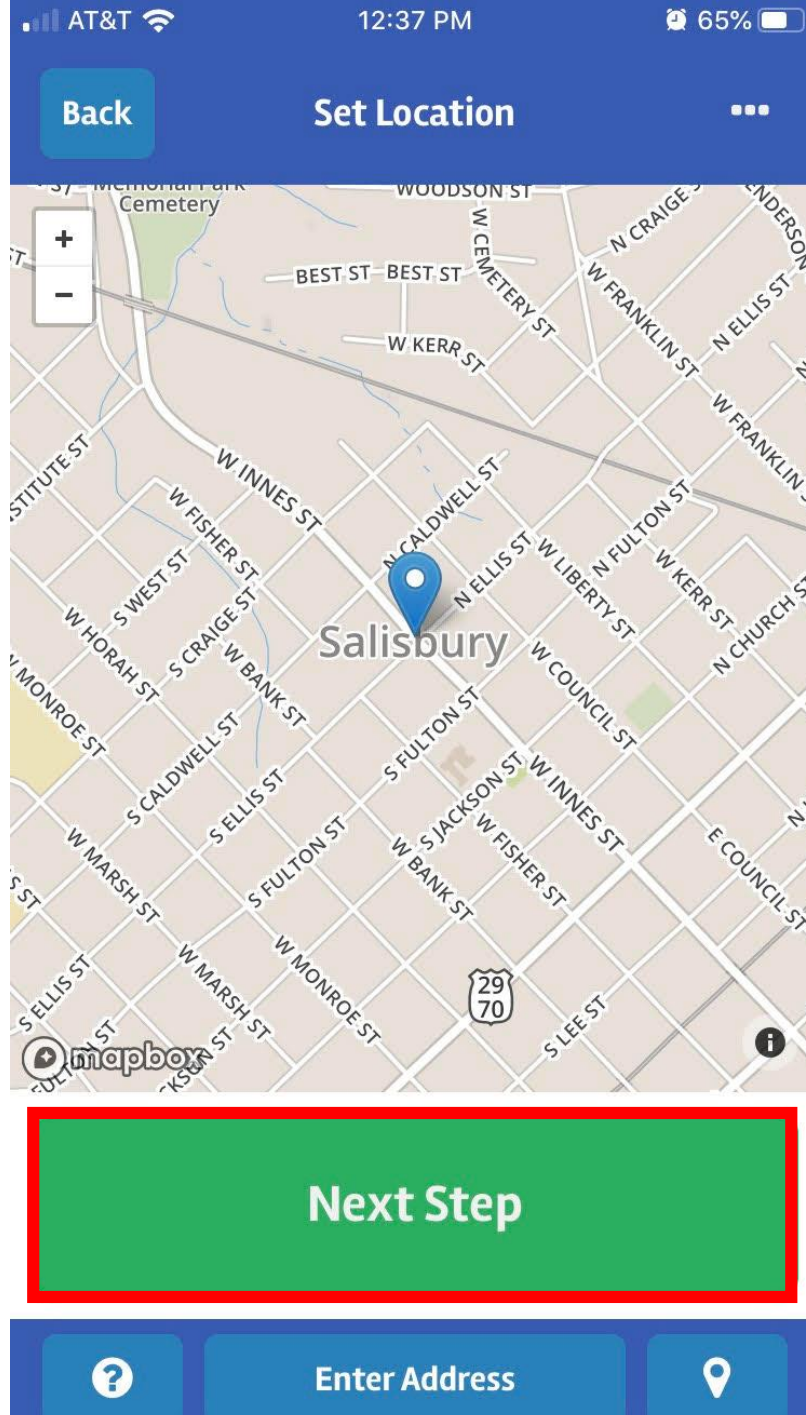 AT&T 12:37 PM 65%
Back Set Location
Memorial Park
Cemetery
WOODSON ST
+
−
N CRAIGE
W CEMETERY ST
BEST ST BEST ST
W FRANKLIN ST
N ELLIS ST
W KERR ST
W FRANKLIN
W INNES ST
N CALDWELL ST
W FISHER ST
N FULTON ST
S WEST ST
N ELLIS ST
W LIBERTY ST
W KERR ST
S CRAIGE ST
W HORAH ST
Salisbury
N CHURCH S
W BANK ST
W COUNCIL ST
MONROE ST
S FULTON ST
S CALDWELL ST
S ELLIS ST
S JACKSON ST
W INNES ST
W MARSH ST
S FULTON ST
W BANK ST
W FISHER ST
E COUNCIL ST
W MARSH ST
W MONROE ST
29
70
S ELLIS ST
S LEE ST
mapbox
Next Step
Enter Address